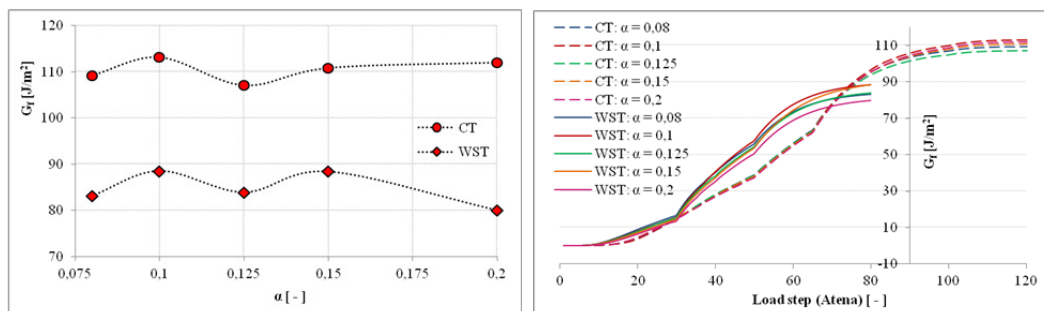 120
110
100
90
80
70
G_f [J/m²]
CT
WST
0,075
0,1
0,125
0,15
0,175
0,2
α [ - ]
CT: α = 0,08
CT: α = 0,1
CT: α = 0,125
CT: α = 0,15
CT: α = 0,2
WST: α = 0,08
WST: α = 0,1
WST: α = 0,125
WST: α = 0,15
WST: α = 0,2
110
90
70
50
30
10
-10
G_f [J/m²]
0
20
40
60
80
100
120
Load step (Atena) [ - ]